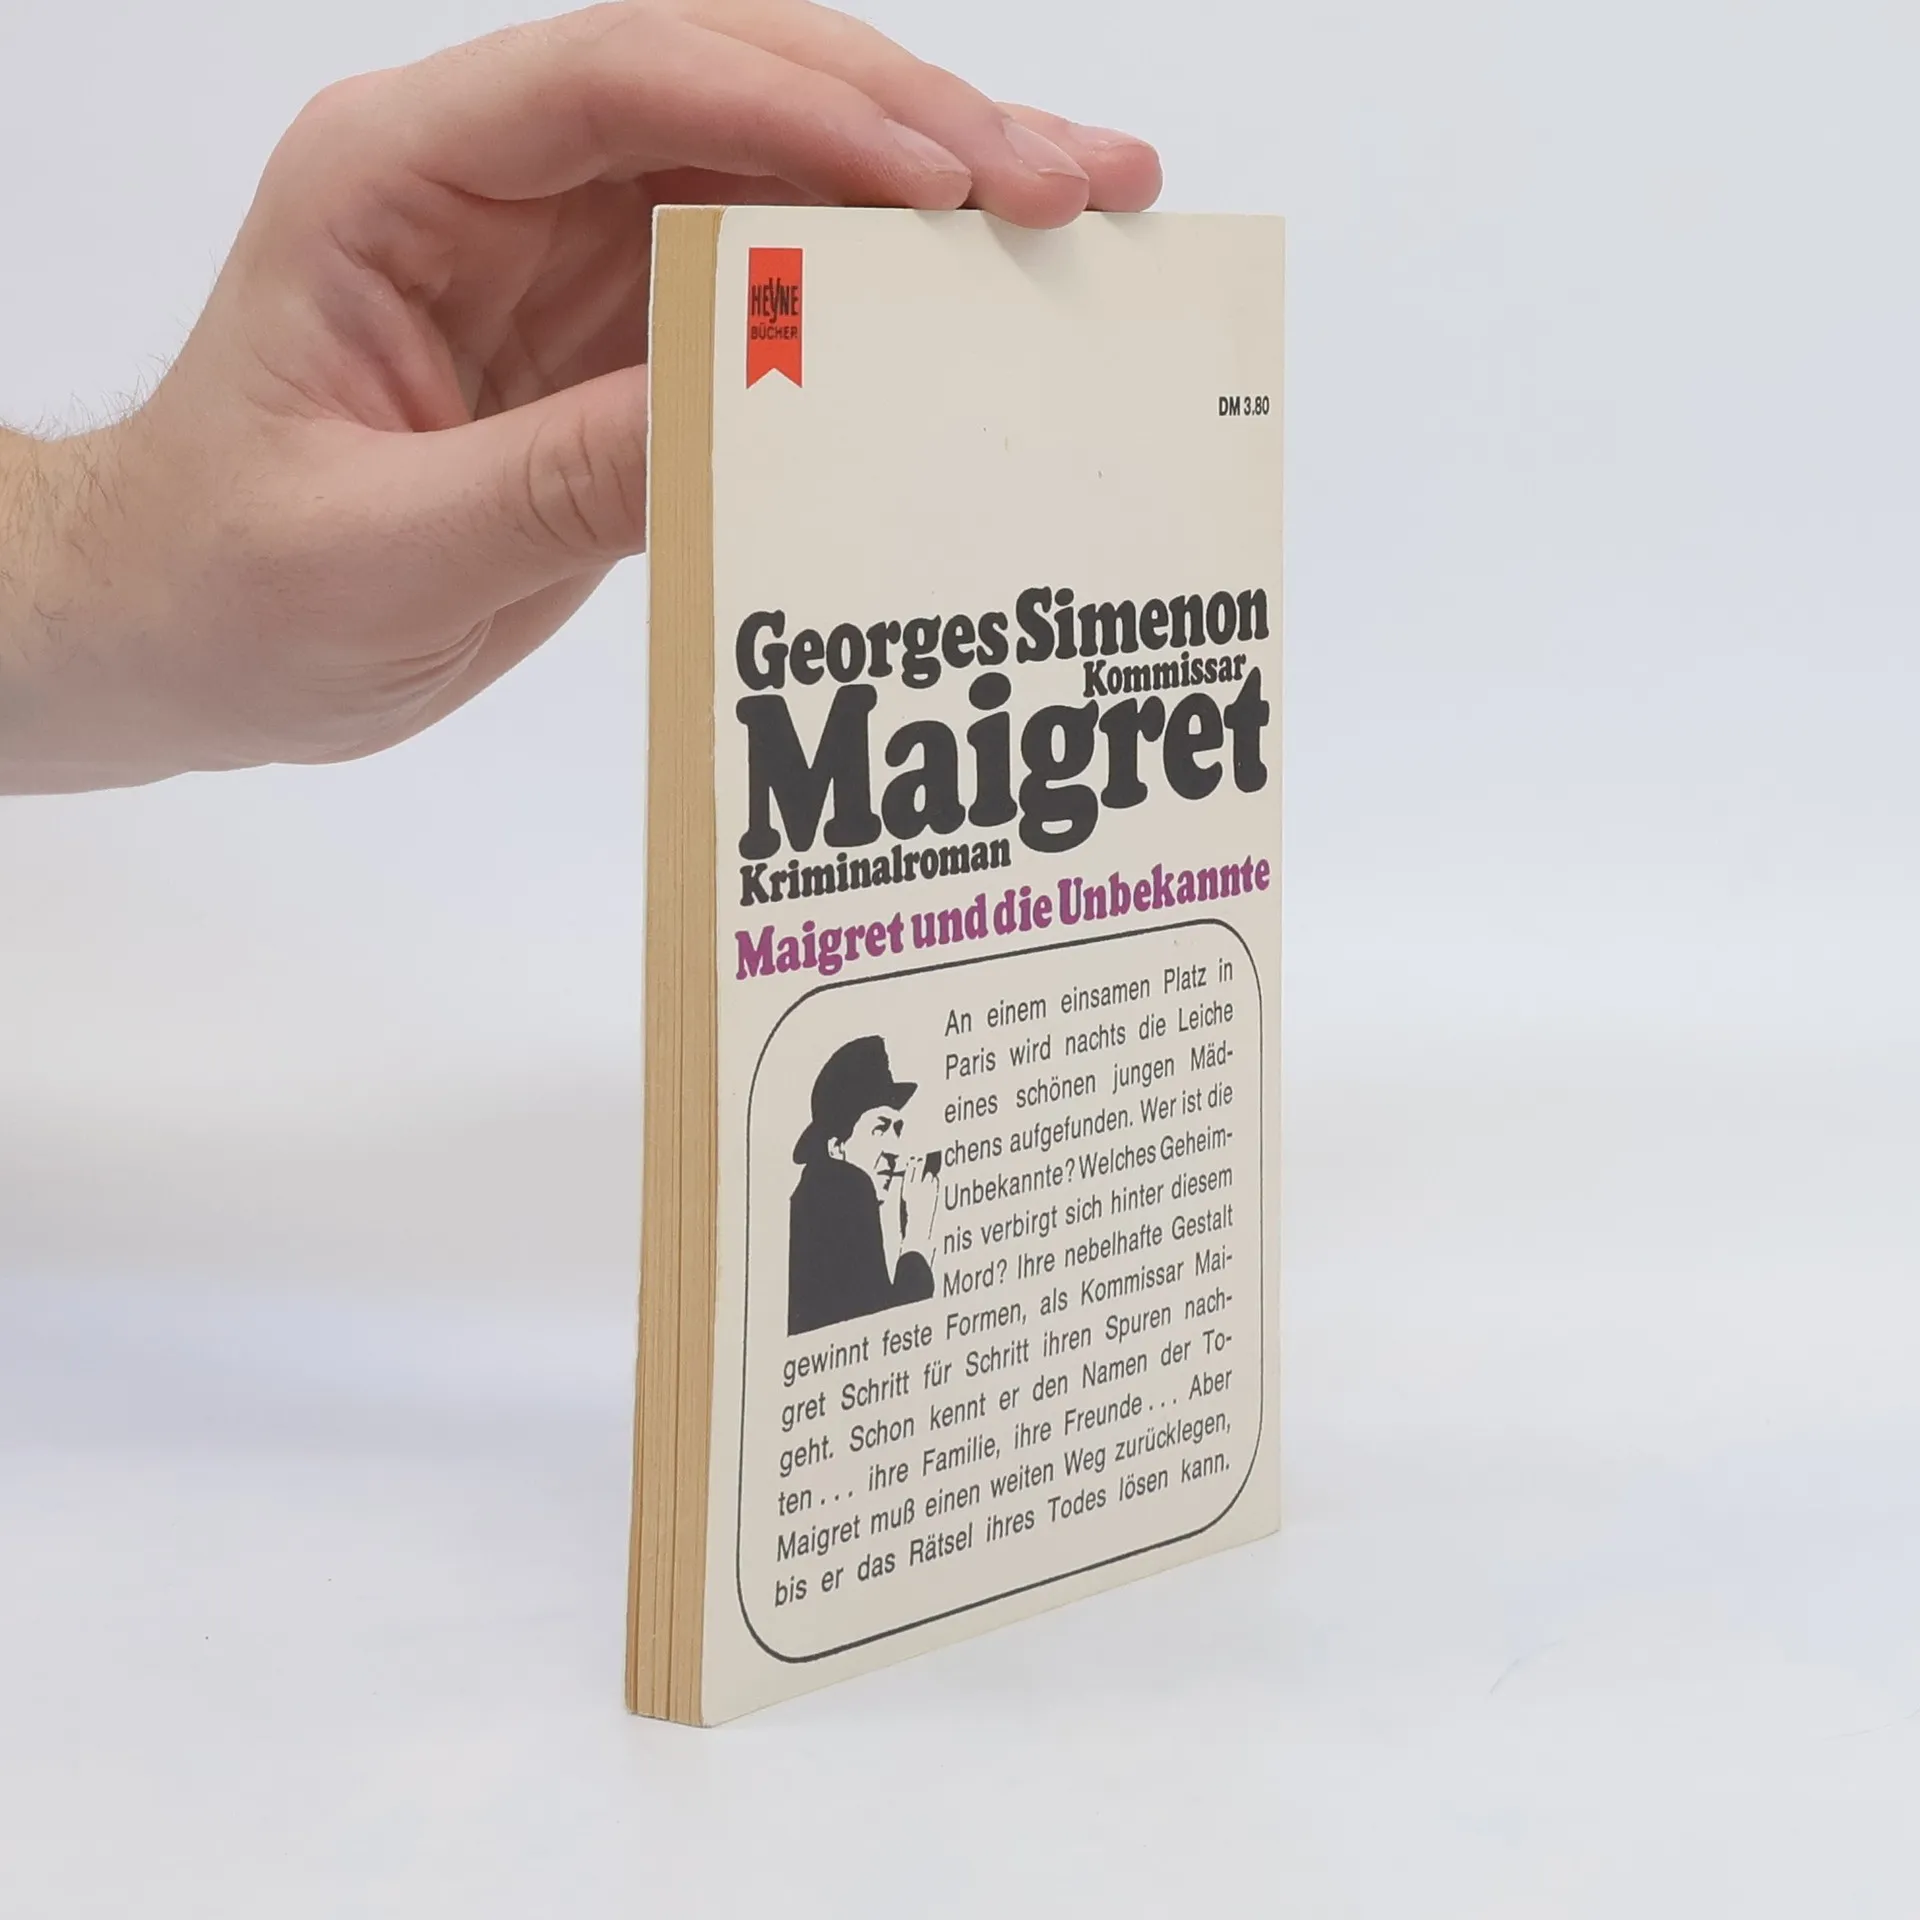 HEYNE
BÜCHER
DM 3.80
Georges Simenon
Kommissar
Maigret
Kriminalroman
Maigret und die Unbekannte
An einem einsamen Platz in
Paris wird nachts die Leiche
eines schönen jungen Mäd-
chens aufgefunden. Wer ist die
Unbekannte? Welches Geheim-
nis verbirgt sich hinter diesem
Mord? Ihre nebelhafte Gestalt
gewinnt feste Formen, als Kommissar Mai-
gret Schritt für Schritt ihren Spuren nach-
geht. Schon kennt er den Namen der To-
ten... ihre Familie, ihre Freunde... Aber
Maigret muß einen weiten Weg zurücklegen,
bis er das Rätsel ihres Todes lösen kann.